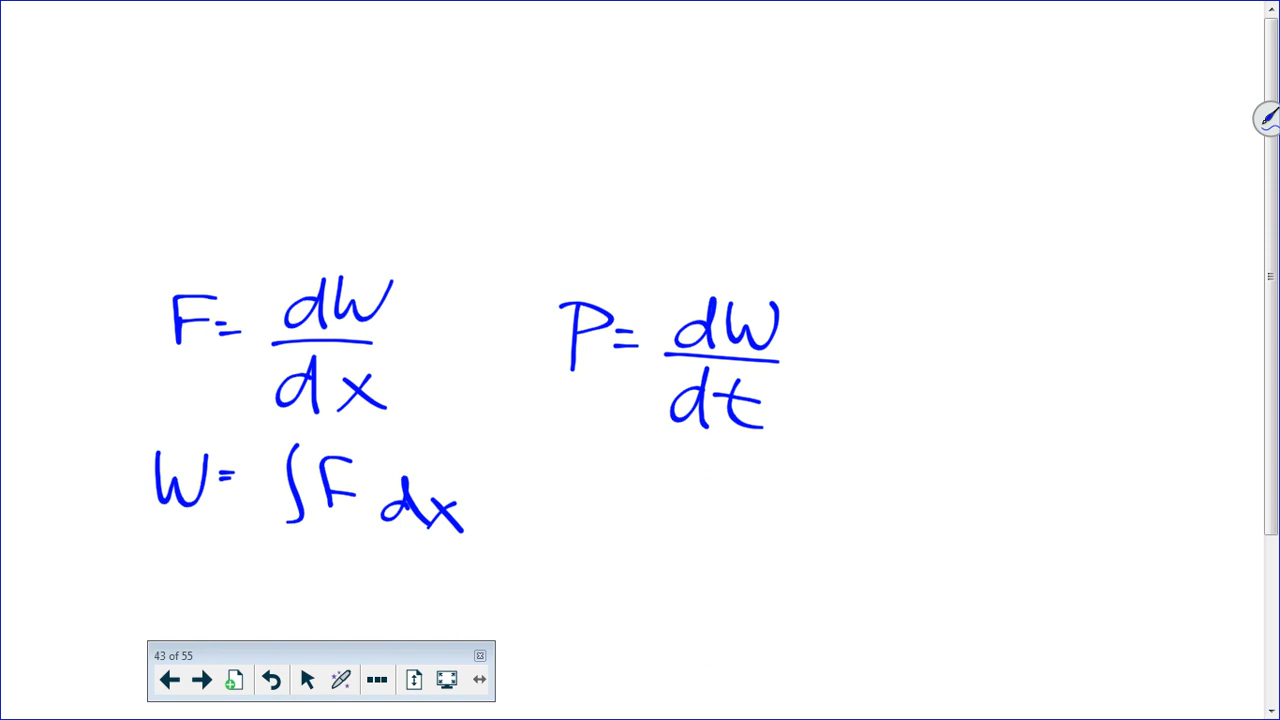 F = dW/dx
P = dW/dt
W = ∫F dx
43 of 55